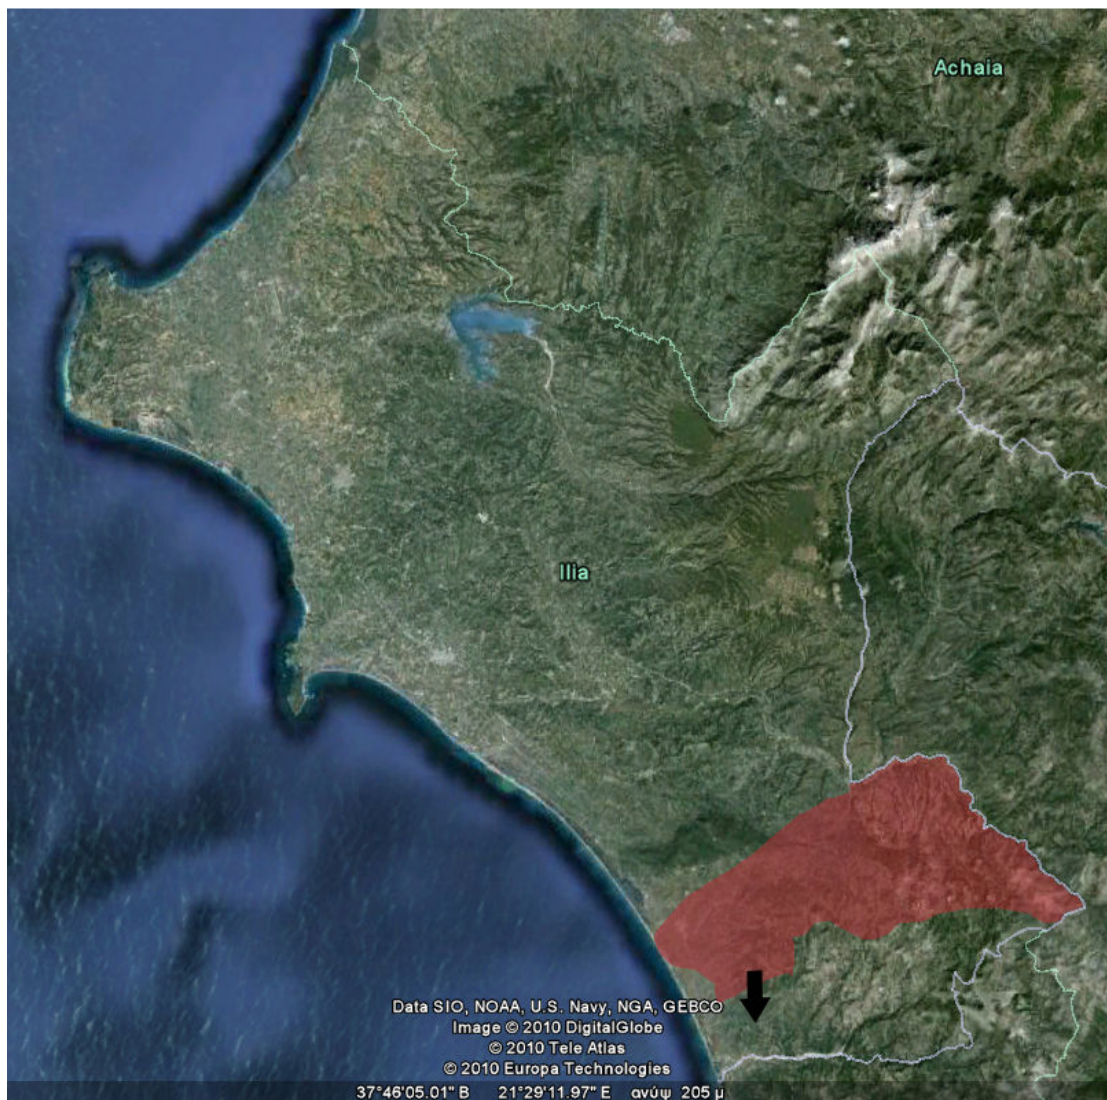 Achaia
Ilia
Data SIO, NOAA, U.S. Navy, NGA, GEBCO
Image © 2010 DigitalGlobe
© 2010 Tele Atlas
© 2010 Europa Technologies
37°46'05.01" Β 21°29'11.97" Ε ανύψ 205 μ